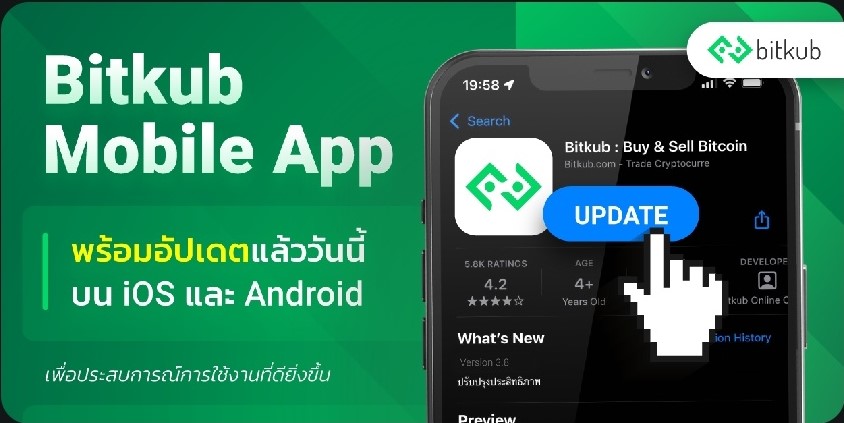 Bitkub
Mobile App
พร้อมอัปเดตแล้ววันนี้
บน iOS และ Android
เพื่อประสบการณ์การใช้งานที่ดียิ่งขึ้น
bitkub
19:58
Search
Bitkub : Buy & Sell Bitcoin
Bitkub.com - Trade Cryptocurre
UPDATE
5.6K RATINGS
4.2
AGE
4+
Years Old
DEVELOPE
tkub Online C
What's New
ion History
Version 3.6
ปรับปรุงประสิทธิภาพ
Preview